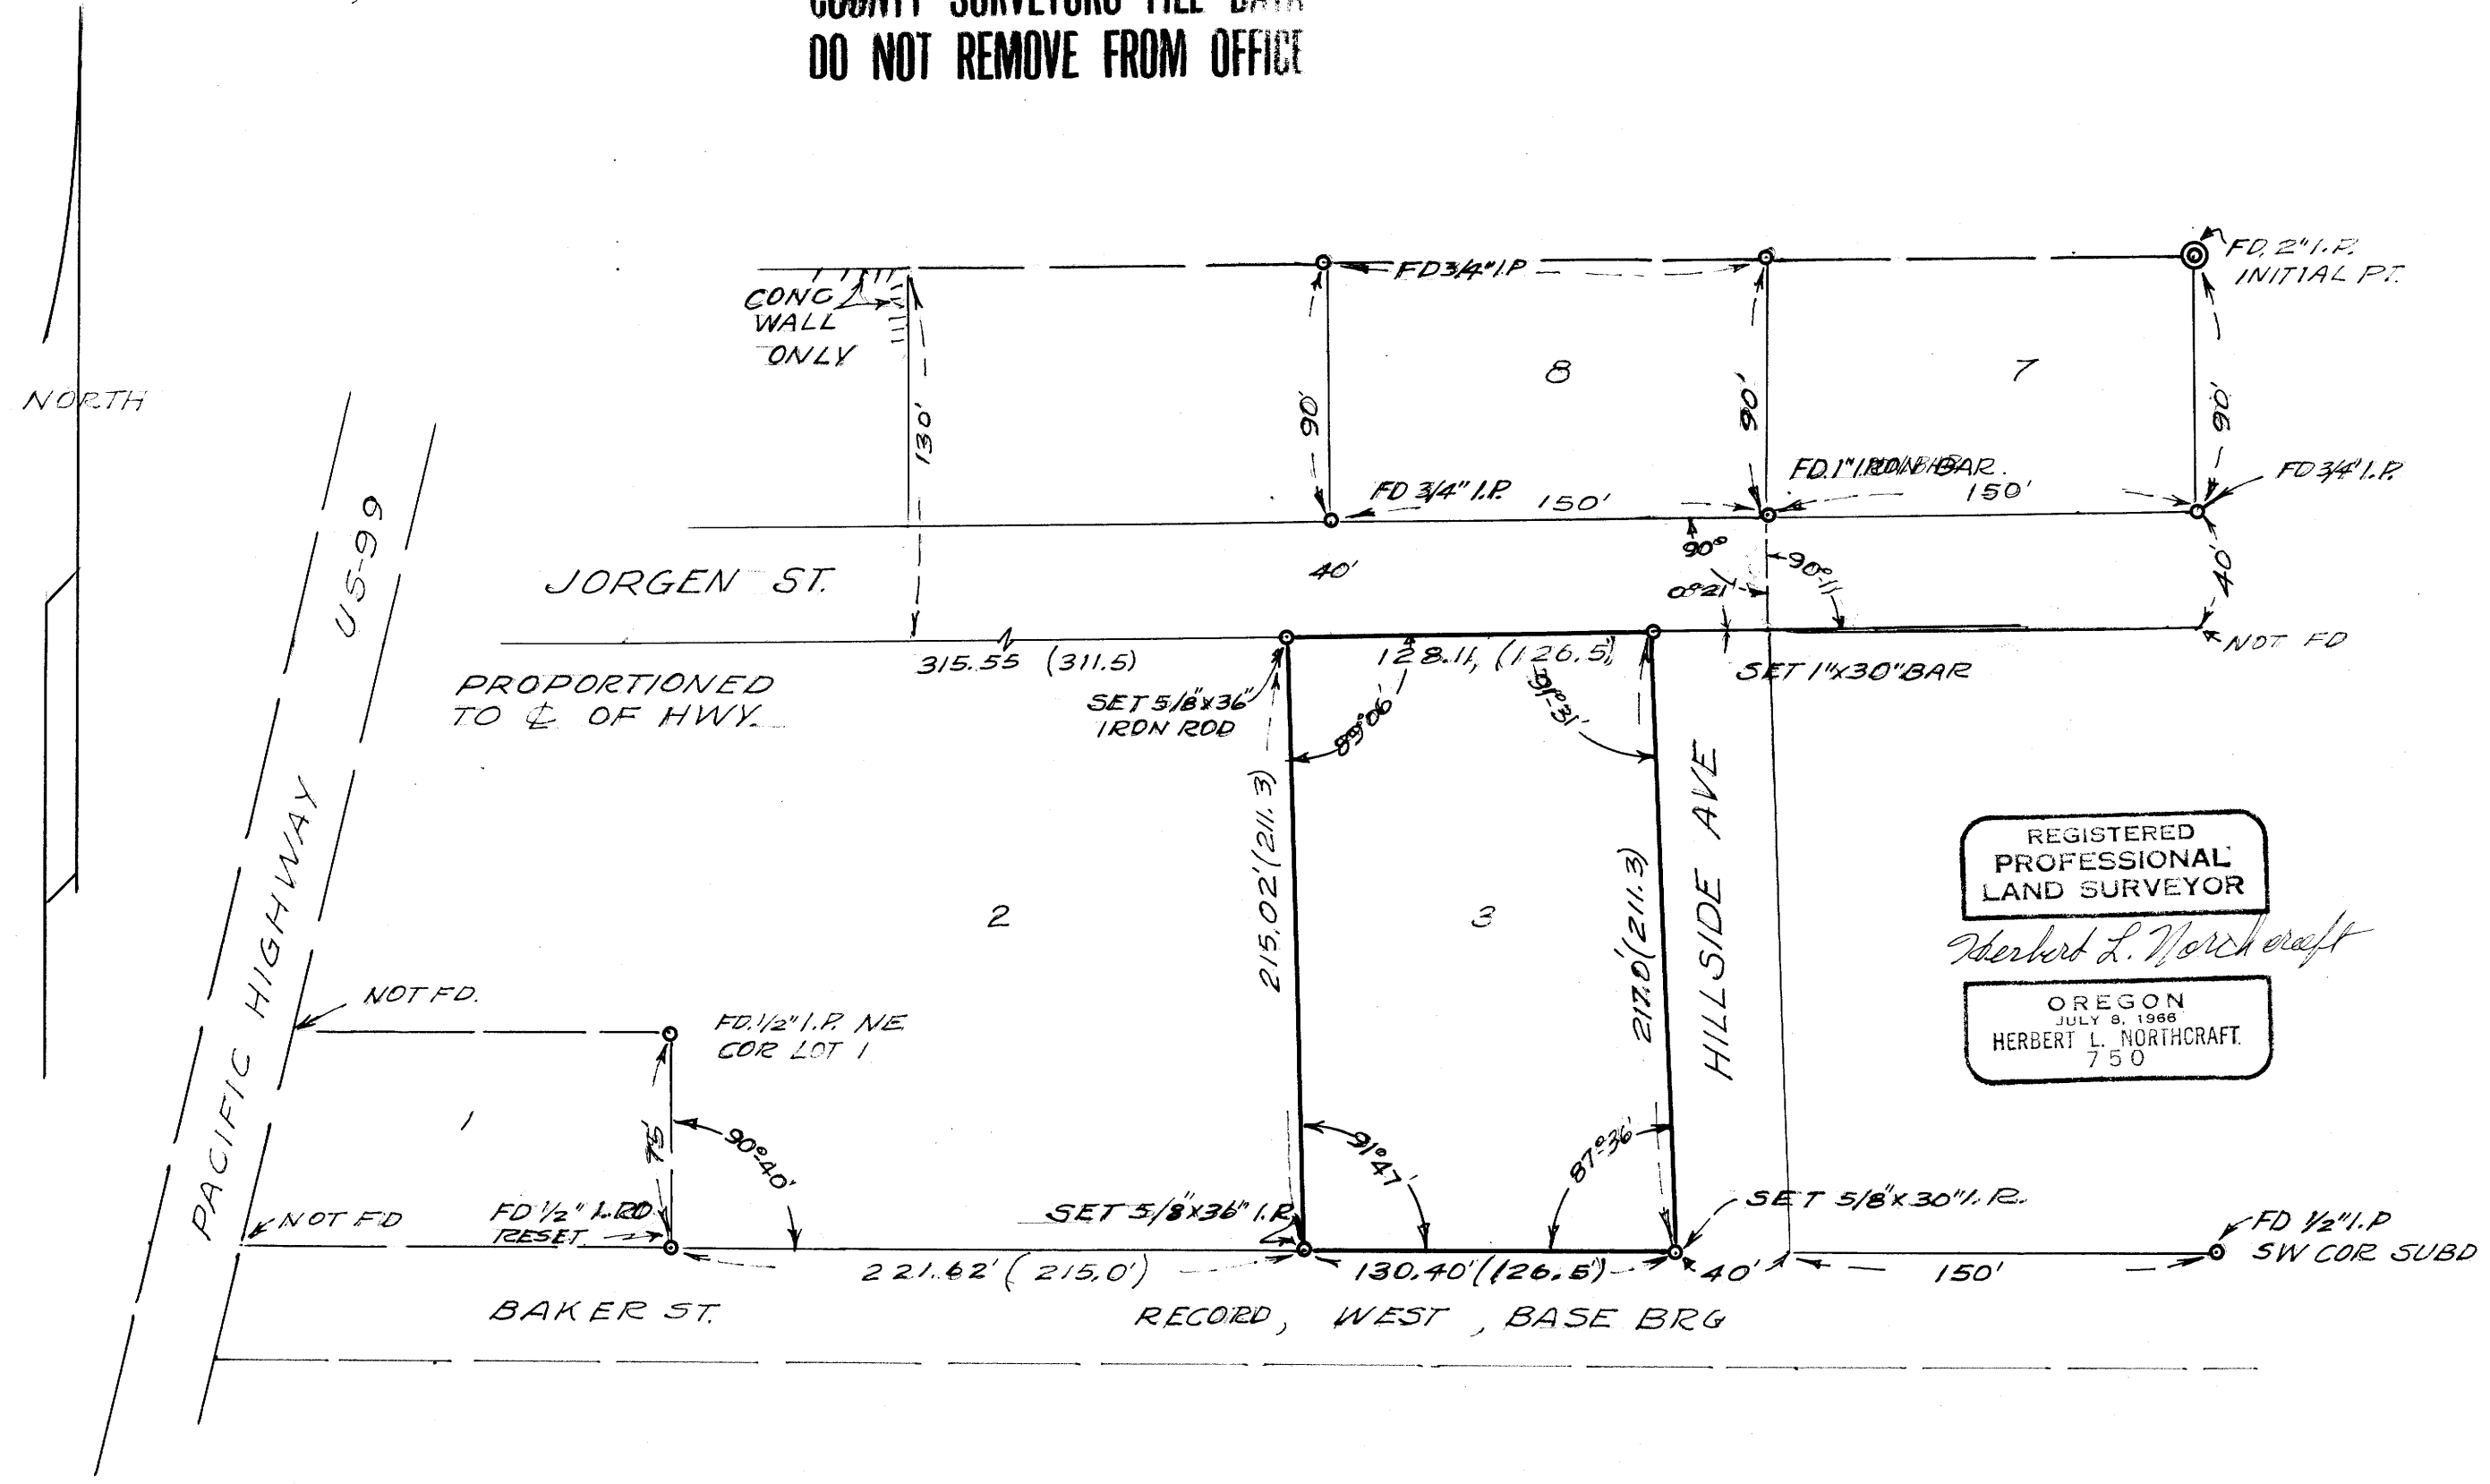 COUNTY SURVEYORS FILE DATA
DO NOT REMOVE FROM OFFICE
NORTH
FD. 2" I.P.
INITIAL PT.
FD 3/4" I.P
CONC
WALL
ONLY
130'
90'
8
90'
7
90'
FD 3/4" I.P.
150'
FD. 1" IRON BAR.
150'
FD 3/4" I.P.
US-99
JORGEN ST.
40'
90°
0°21'
90°-11'
40'
NOT FD
315.55 (311.5)
128.11, (126.5)
SET 1"X30" BAR
PROPORTIONED
TO ℄ OF HWY.
SET 5/8"X36"
IRON ROD
89°06'
91°-31'
215.02' (211.3)
217.0' (211.3)
HILLSIDE AVE
PACIFIC HIGHWAY
2
3
REGISTERED
PROFESSIONAL
LAND SURVEYOR
Herbert L. Northcraft
OREGON
JULY 8, 1966
HERBERT L. NORTHCRAFT.
750
NOT FD.
FD. 1/2" I.P. NE
COR LOT 1
1
75'
90°-40'
91°47'
87°-36'
NOT FD
FD 1/2" I. RD
RESET
SET 5/8"X36" I.R.
SET 5/8"X30" I.R.
FD 1/2" I.P
SW COR SUBD
221.62' (215.0')
130.40' (126.5')
40'
150'
BAKER ST.
RECORD, WEST, BASE BRG